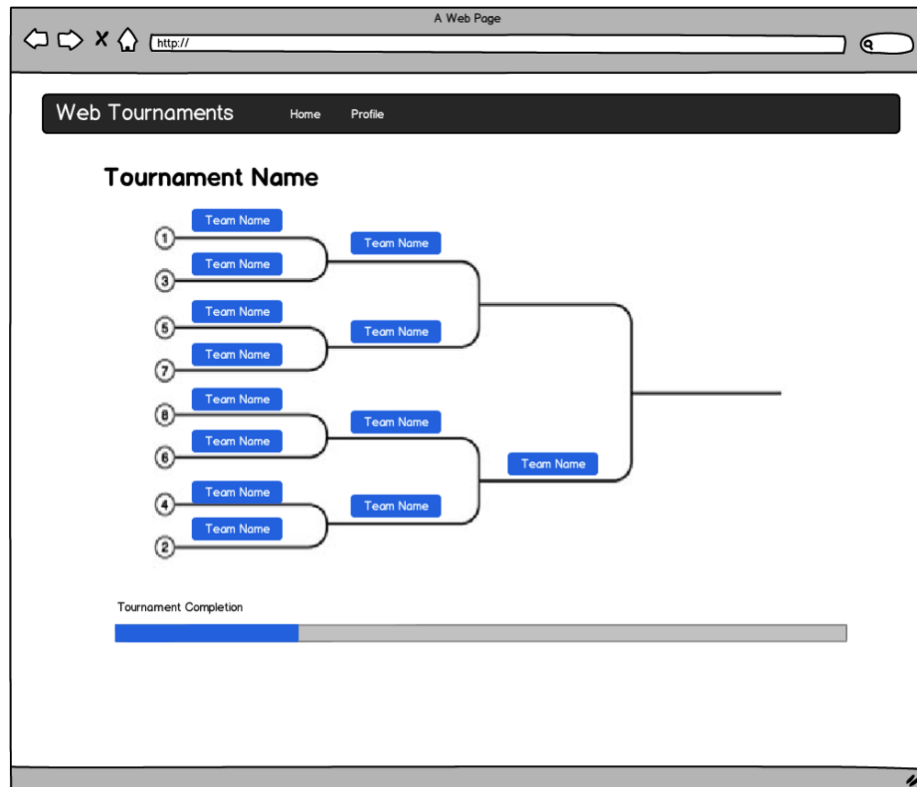 A Web Page
http://
Web Tournaments Home Profile
Tournament Name
Team Name
1
Team Name
Team Name
3
Team Name
5
Team Name
Team Name
7
Team Name
8
Team Name
Team Name
6
Team Name
Team Name
4
Team Name
Team Name
2
Tournament Completion